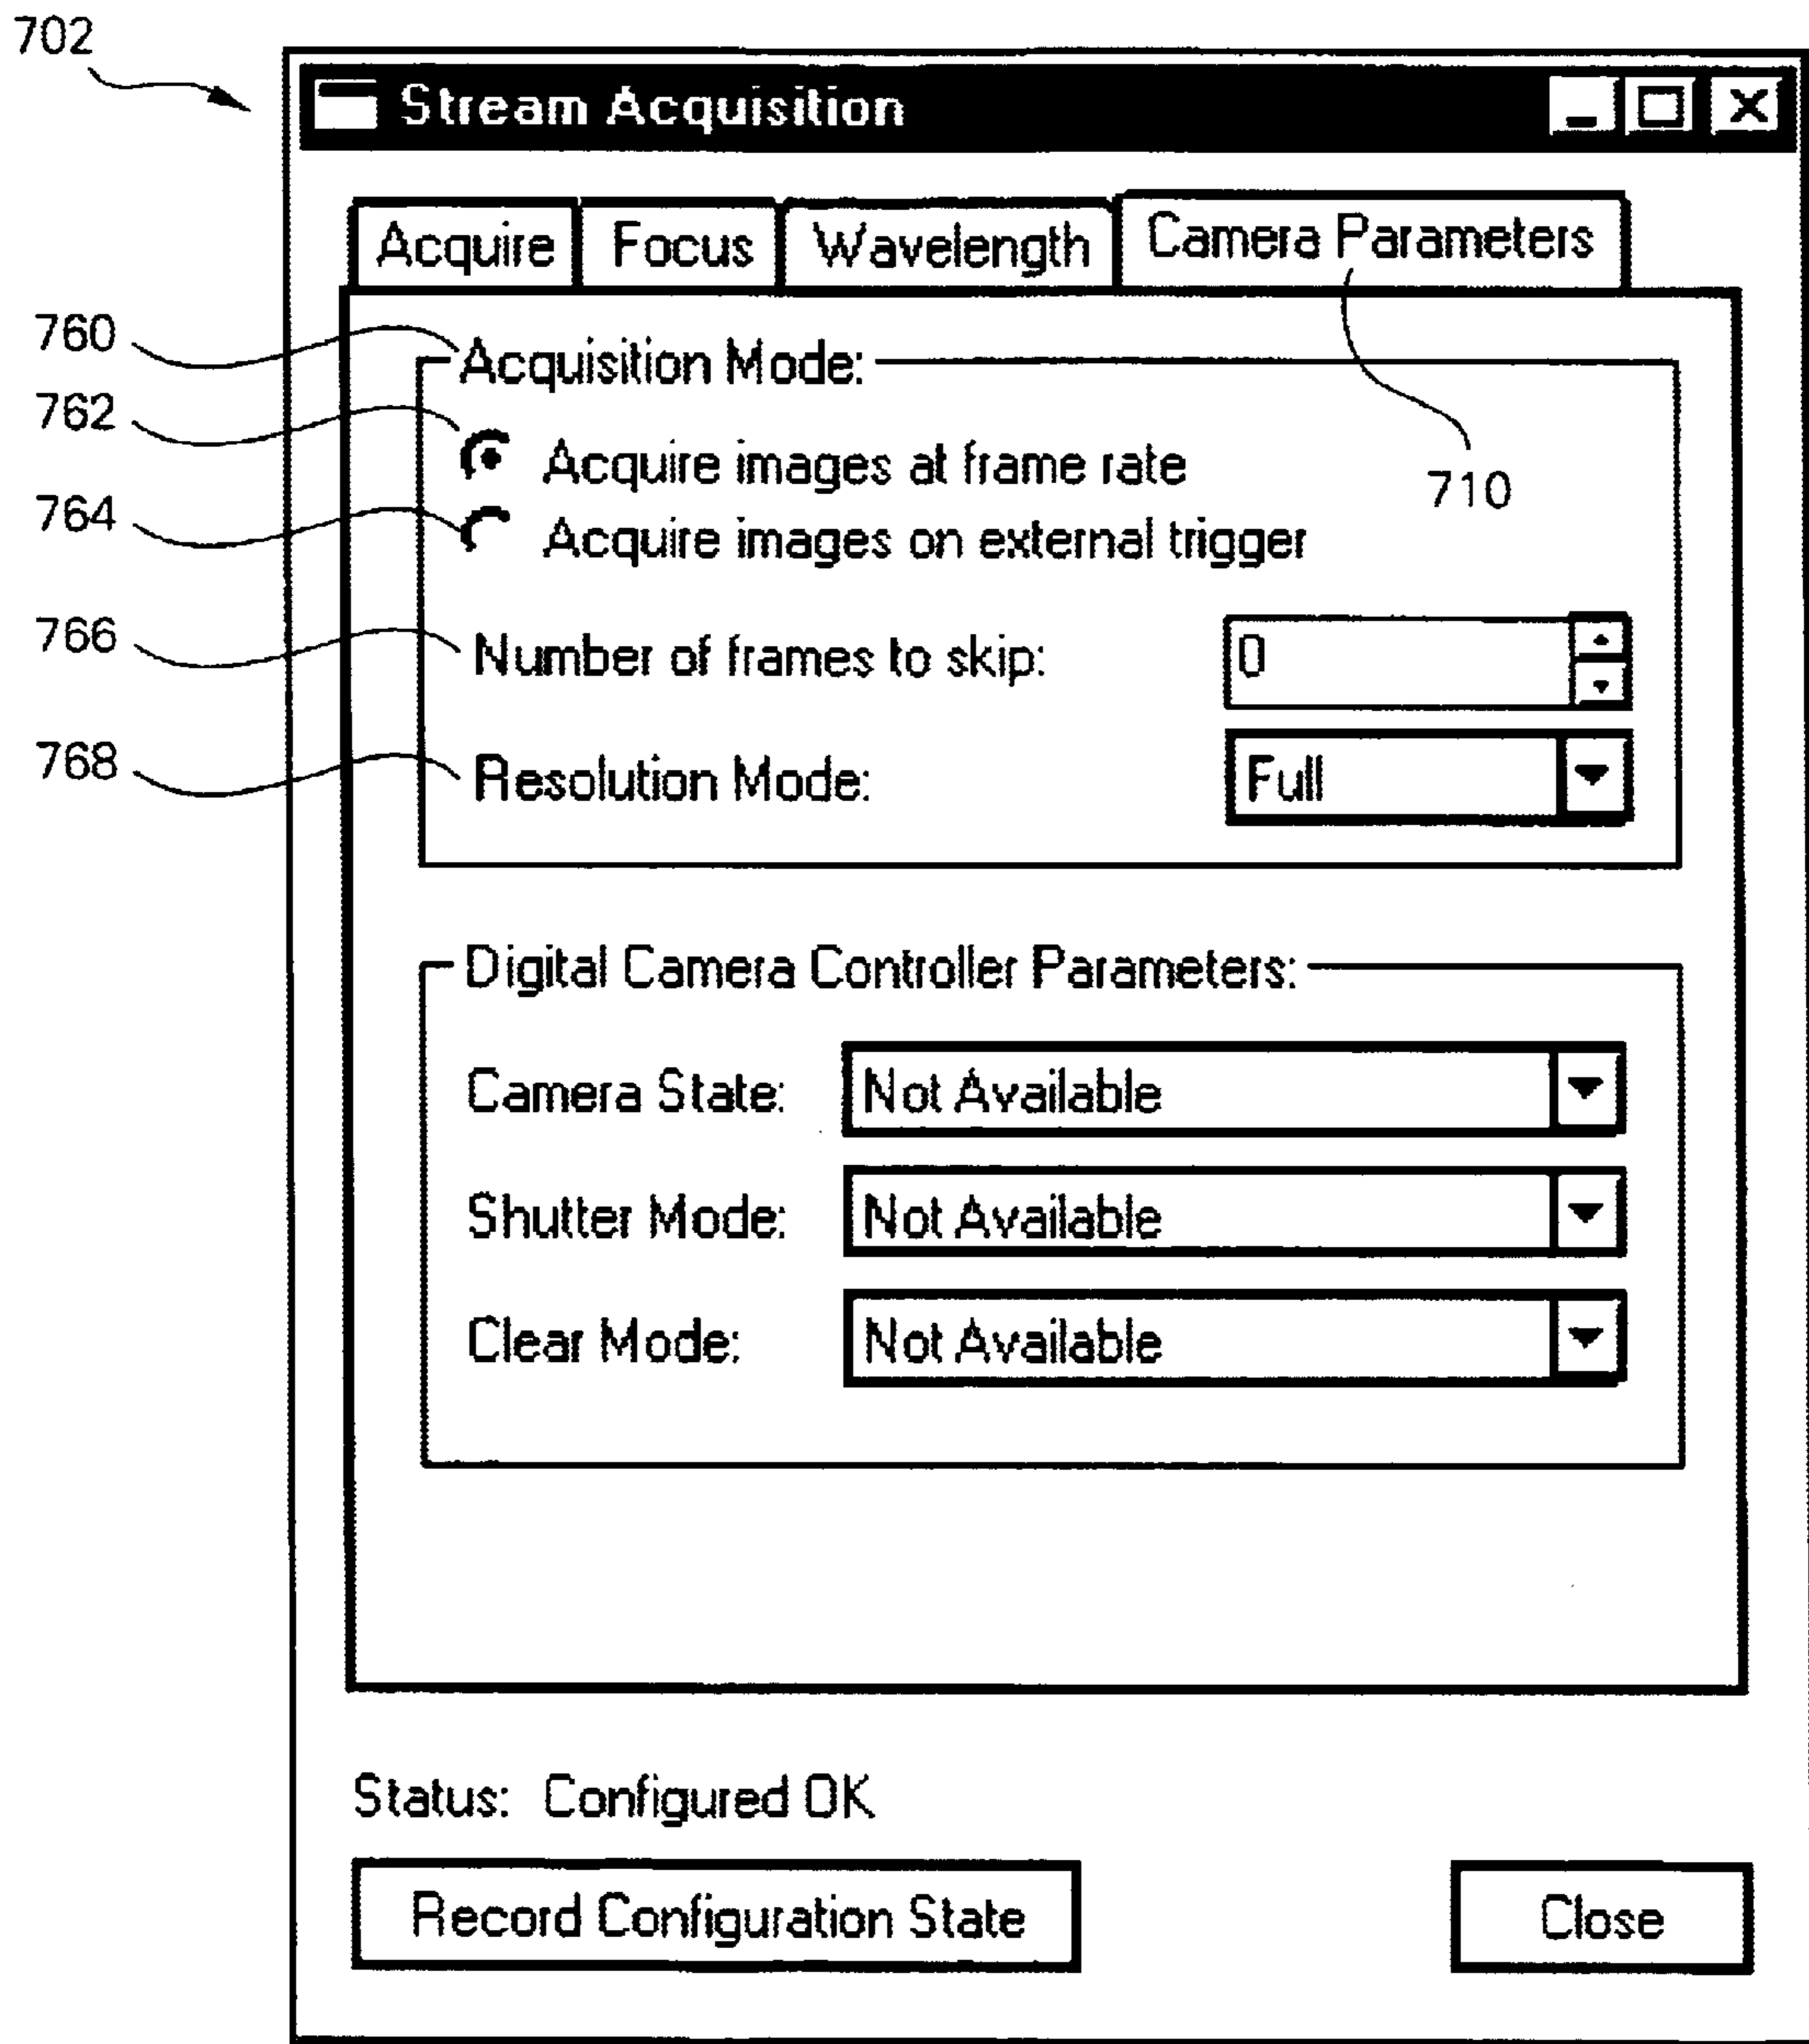 702
Stream Acquisition
Acquire Focus Wavelength Camera Parameters
760 Acquisition Mode:
762 Acquire images at frame rate
710
764 Acquire images on external trigger
766 Number of frames to skip: 0
768 Resolution Mode: Full
Digital Camera Controller Parameters:
Camera State: Not Available
Shutter Mode: Not Available
Clear Mode: Not Available
Status: Configured OK
Record Configuration State Close